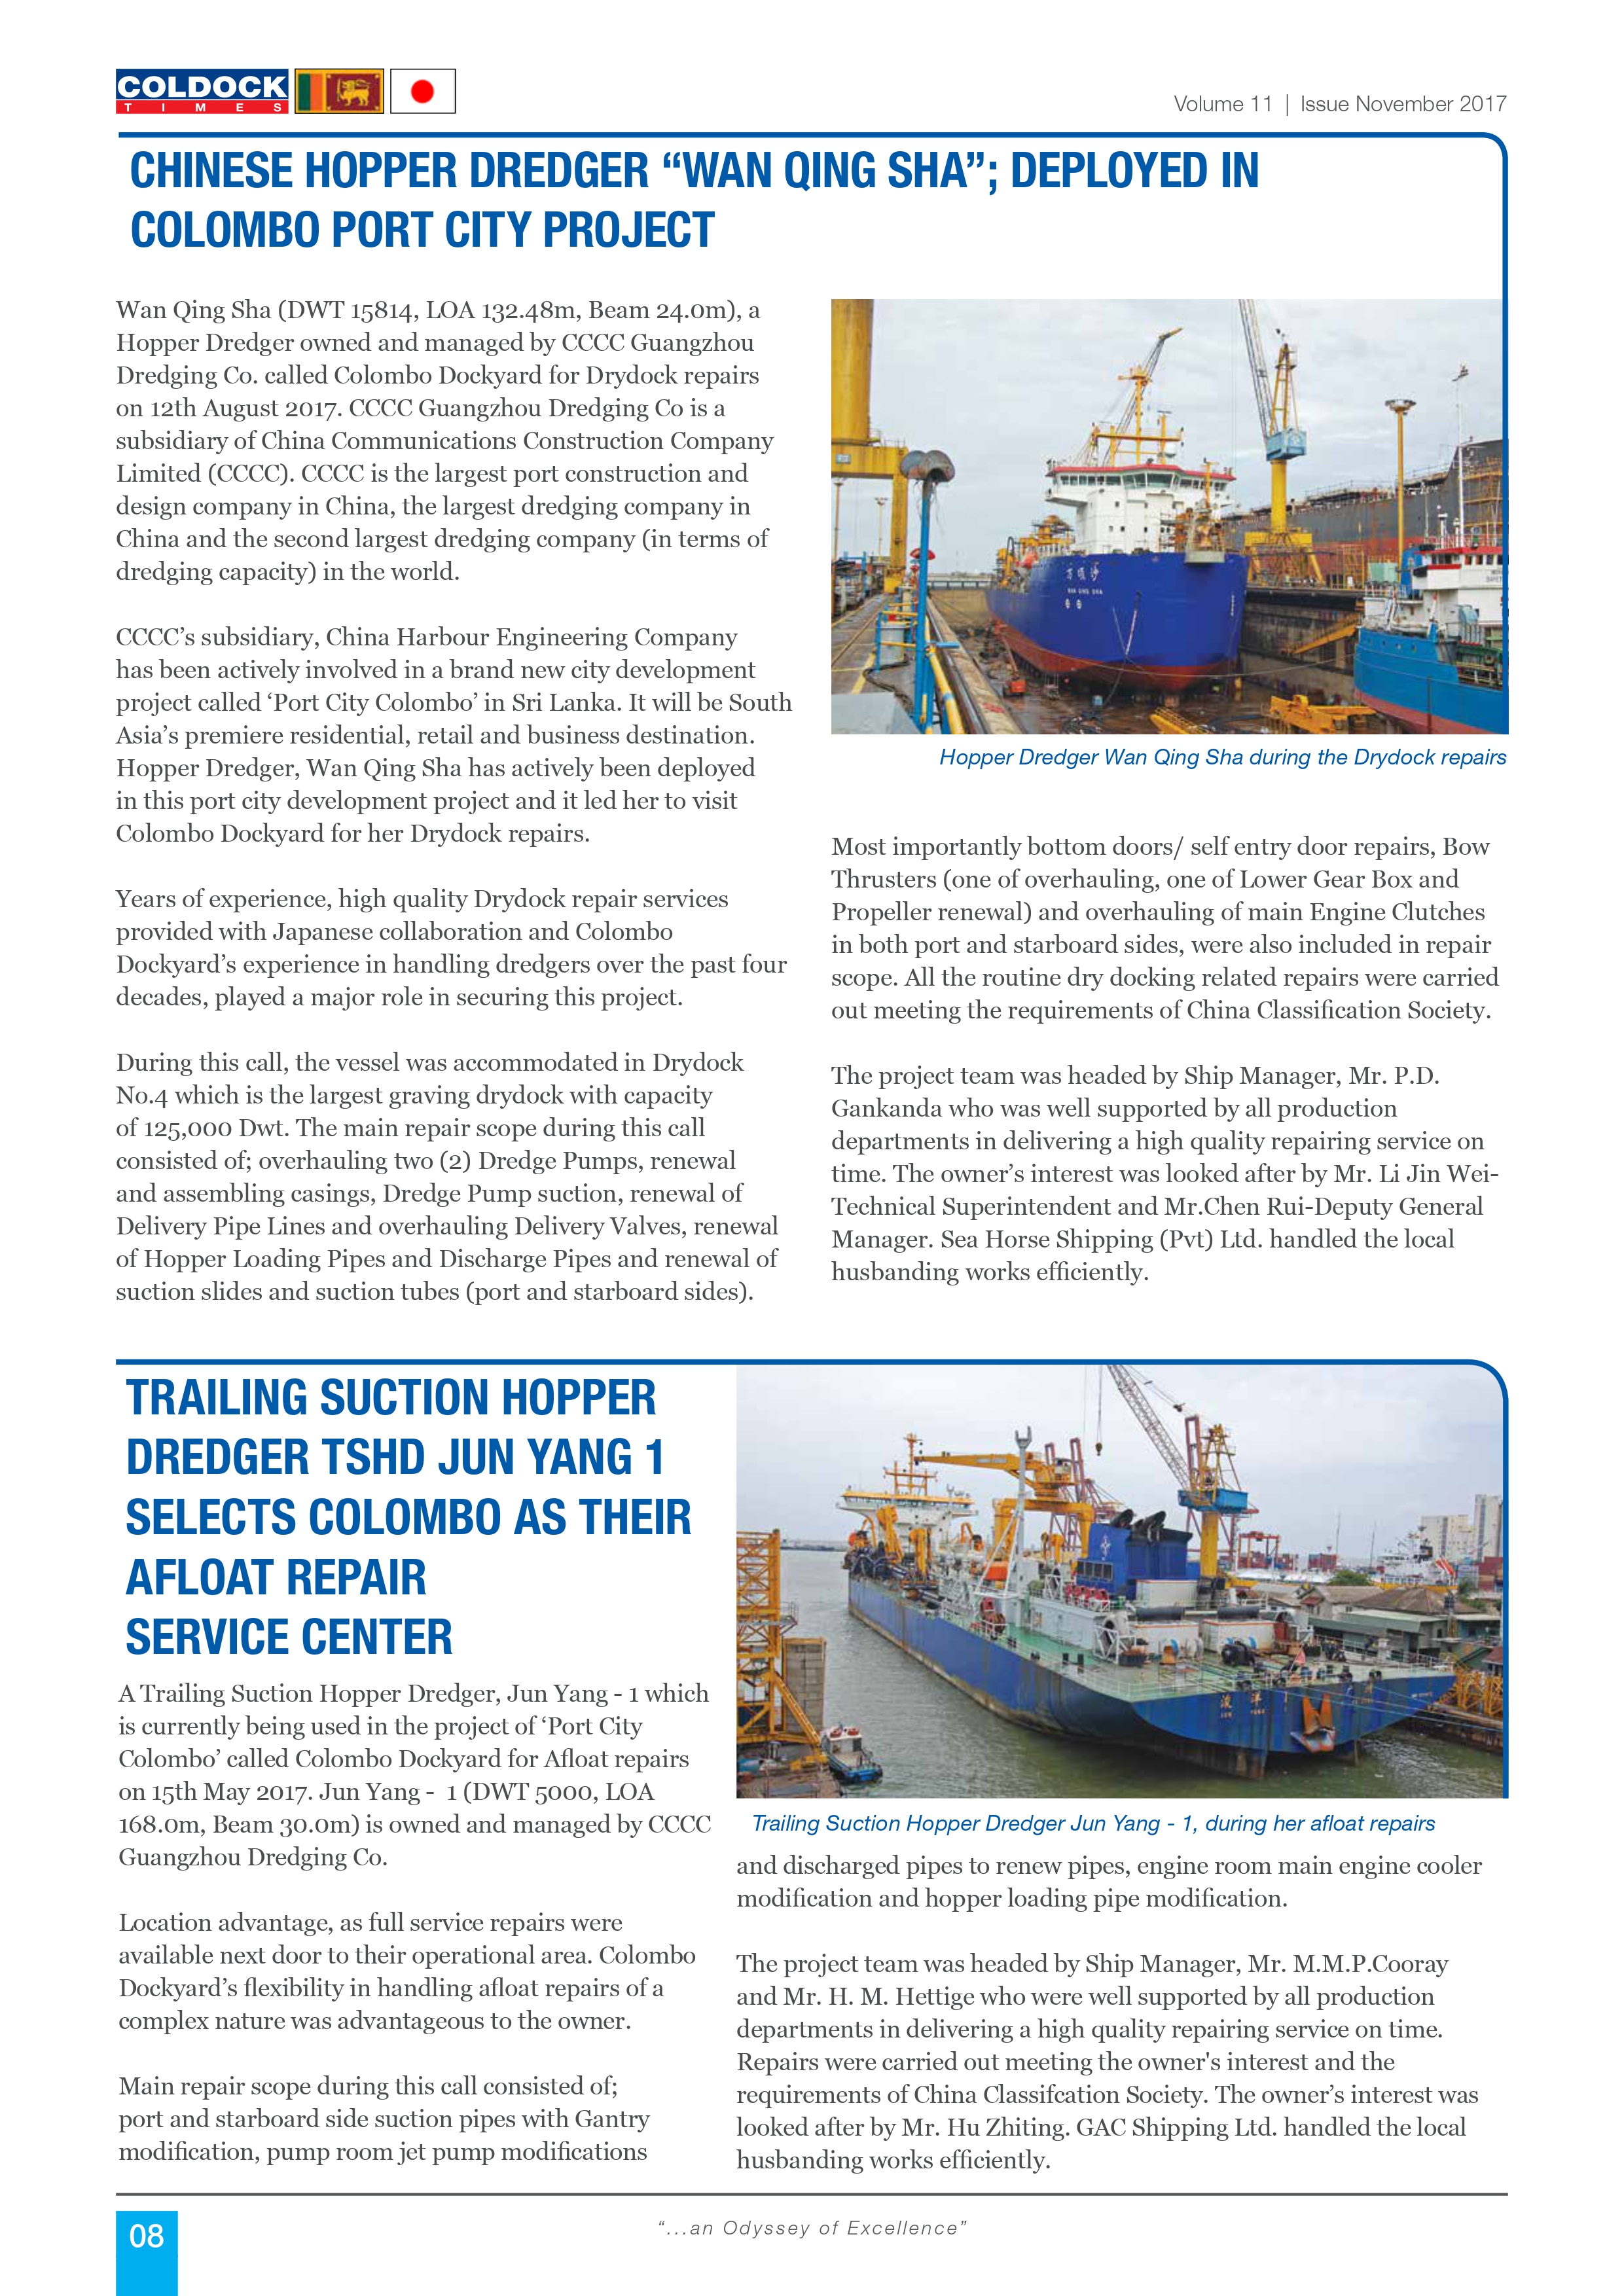 COLDOCK
TIMES
Volume 11 | Issue November 2017
CHINESE HOPPER DREDGER “WAN QING SHA”; DEPLOYED IN
COLOMBO PORT CITY PROJECT
Wan Qing Sha (DWT 15814, LOA 132.48m, Beam 24.0m), a
Hopper Dredger owned and managed by CCCC Guangzhou
Dredging Co. called Colombo Dockyard for Drydock repairs
on 12th August 2017. CCCC Guangzhou Dredging Co is a
subsidiary of China Communications Construction Company
Limited (CCCC). CCCC is the largest port construction and
design company in China, the largest dredging company in
China and the second largest dredging company (in terms of
dredging capacity) in the world.
CCCC’s subsidiary, China Harbour Engineering Company
has been actively involved in a brand new city development
project called ‘Port City Colombo’ in Sri Lanka. It will be South
Asia’s premiere residential, retail and business destination.
Hopper Dredger, Wan Qing Sha has actively been deployed
in this port city development project and it led her to visit
Colombo Dockyard for her Drydock repairs.
Years of experience, high quality Drydock repair services
provided with Japanese collaboration and Colombo
Dockyard’s experience in handling dredgers over the past four
decades, played a major role in securing this project.
During this call, the vessel was accommodated in Drydock
No.4 which is the largest graving drydock with capacity
of 125,000 Dwt. The main repair scope during this call
consisted of; overhauling two (2) Dredge Pumps, renewal
and assembling casings, Dredge Pump suction, renewal of
Delivery Pipe Lines and overhauling Delivery Valves, renewal
of Hopper Loading Pipes and Discharge Pipes and renewal of
suction slides and suction tubes (port and starboard sides).
万顷沙
WAN QING SHA
Hopper Dredger Wan Qing Sha during the Drydock repairs
Most importantly bottom doors/ self entry door repairs, Bow
Thrusters (one of overhauling, one of Lower Gear Box and
Propeller renewal) and overhauling of main Engine Clutches
in both port and starboard sides, were also included in repair
scope. All the routine dry docking related repairs were carried
out meeting the requirements of China Classification Society.
The project team was headed by Ship Manager, Mr. P.D.
Gankanda who was well supported by all production
departments in delivering a high quality repairing service on
time. The owner’s interest was looked after by Mr. Li Jin Wei-
Technical Superintendent and Mr.Chen Rui-Deputy General
Manager. Sea Horse Shipping (Pvt) Ltd. handled the local
husbanding works efficiently.
TRAILING SUCTION HOPPER
DREDGER TSHD JUN YANG 1
SELECTS COLOMBO AS THEIR
AFLOAT REPAIR
SERVICE CENTER
A Trailing Suction Hopper Dredger, Jun Yang - 1 which
is currently being used in the project of ‘Port City
Colombo’ called Colombo Dockyard for Afloat repairs
on 15th May 2017. Jun Yang -  1 (DWT 5000, LOA
168.0m, Beam 30.0m) is owned and managed by CCCC
Guangzhou Dredging Co.
Location advantage, as full service repairs were
available next door to their operational area. Colombo
Dockyard’s flexibility in handling afloat repairs of a
complex nature was advantageous to the owner.
Main repair scope during this call consisted of;
port and starboard side suction pipes with Gantry
modification, pump room jet pump modifications
浚 洋
JUN YANG
Trailing Suction Hopper Dredger Jun Yang - 1, during her afloat repairs
and discharged pipes to renew pipes, engine room main engine cooler
modification and hopper loading pipe modification.
The project team was headed by Ship Manager, Mr. M.M.P.Cooray
and Mr. H. M. Hettige who were well supported by all production
departments in delivering a high quality repairing service on time.
Repairs were carried out meeting the owner's interest and the
requirements of China Classifcation Society. The owner’s interest was
looked after by Mr. Hu Zhiting. GAC Shipping Ltd. handled the local
husbanding works efficiently.
08
“...an Odyssey of Excellence”